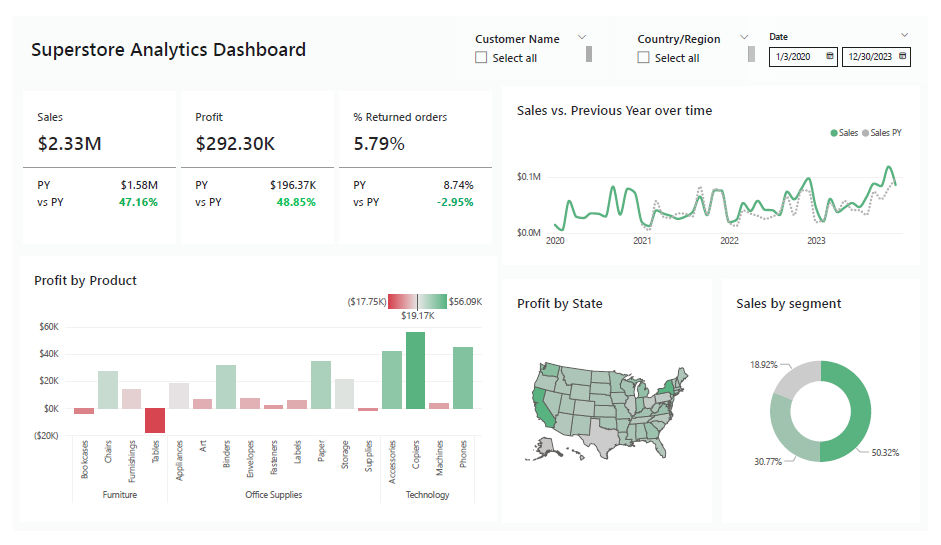 Superstore Analytics Dashboard
Customer Name
Select all
Country/Region
Select all
Date
1/3/2020
12/30/2023
Sales
$2.33M
PY $1.58M
vs PY 47.16%
Profit
$292.30K
PY $196.37K
vs PY 48.85%
% Returned orders
5.79%
PY 8.74%
vs PY -2.95%
Sales vs. Previous Year over time
Sales Sales PY
$0.1M
$0.0M
2020 2021 2022 2023
Profit by Product
($17.75K) $56.09K
$19.17K
$60K
$40K
$20K
$0K
($20K)
Bookcases
Chairs
Furnishings
Tables
Appliances
Art
Binders
Envelopes
Fasteners
Labels
Paper
Storage
Supplies
Accessories
Copiers
Machines
Phones
Furniture Office Supplies Technology
Profit by State
Sales by segment
18.92%
30.77%
50.32%